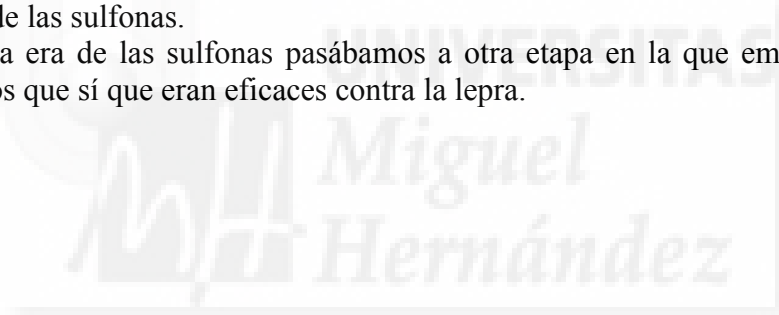 de las sulfonas.
a era de las sulfonas pasábamos a otra etapa en la que em
os que sí que eran eficaces contra la lepra.
UNIVERSITAS
Miguel
Hernández